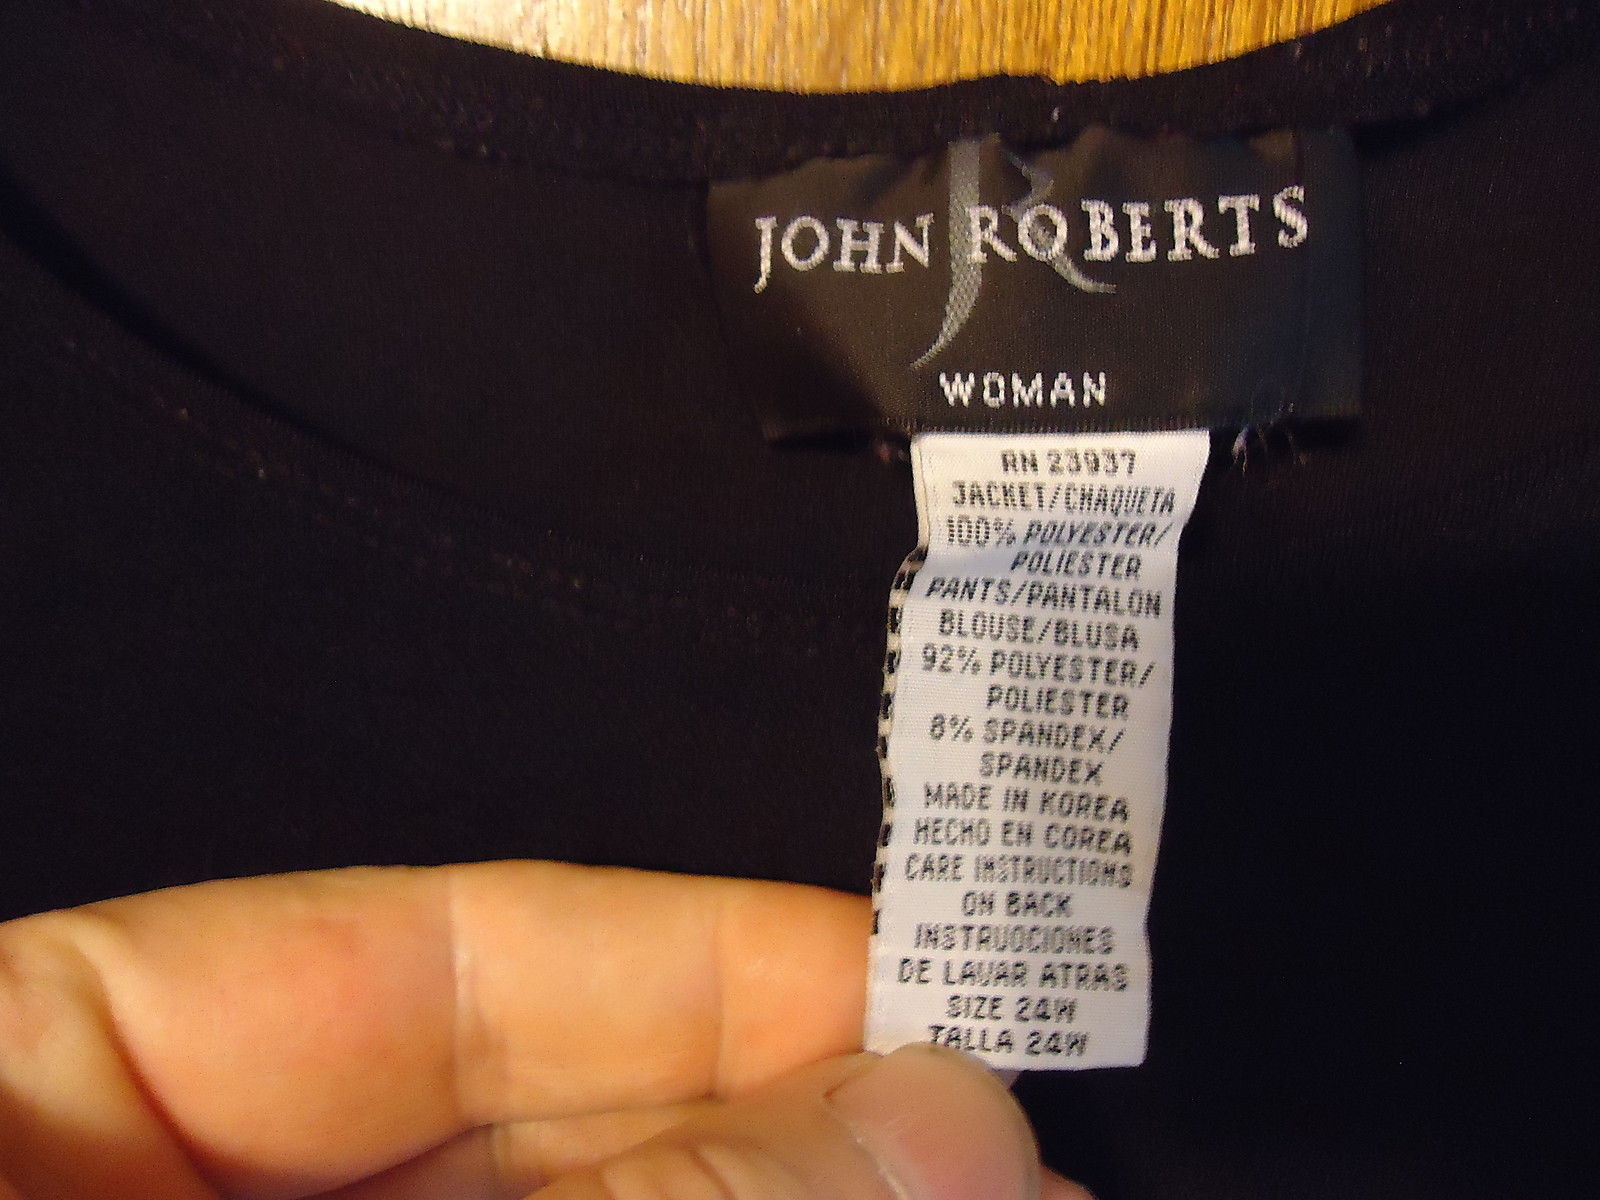 JOHN ROBERTS
WOMAN
RN 23937
JACKET/CHAQUETA
100% POLYESTER/
POLIESTER
PANTS/PANTALON
BLOUSE/BLUSA
92% POLYESTER/
POLIESTER
8% SPANDEX/
SPANDEX
MADE IN KOREA
HECHO EN COREA
CARE INSTRUCTIONS
ON BACK
INSTRUOCIONES
DE LAVAR ATRAS
SIZE 24W
TALLA 24W